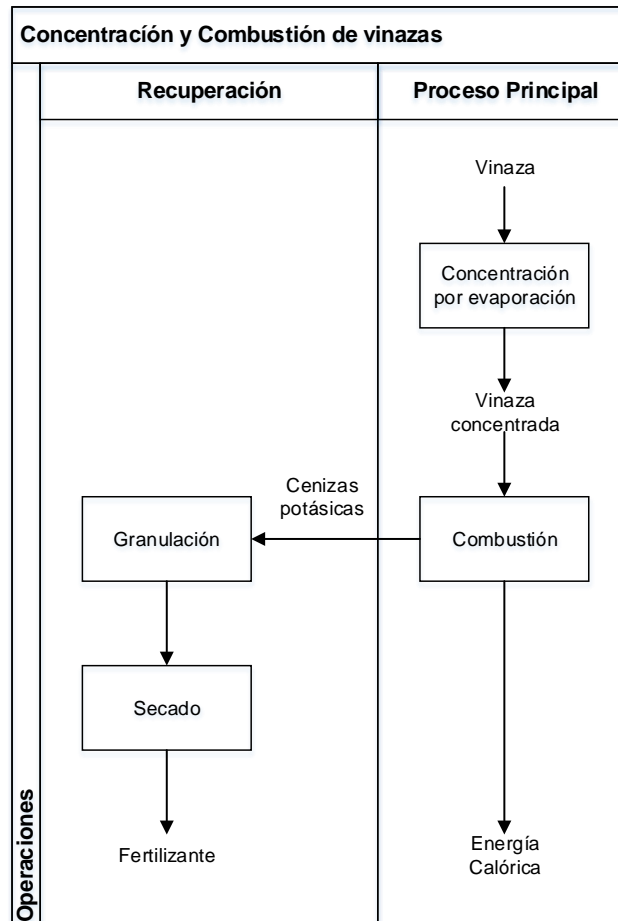 Concentracíón y Combustión de vinazas
Recuperación
Proceso Principal
Vinaza
Concentración
por evaporación
Vinaza
concentrada
Cenizas
potásicas
Granulación
Combustión
Secado
Fertilizante
Energía
Calórica
Operaciones